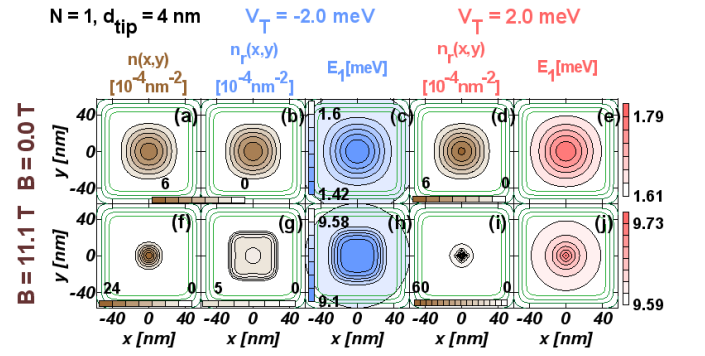 N = 1, d_tip = 4 nm V_T = -2.0 meV V_T = 2.0 meV
n(x,y) n_r(x,y) E_1[meV] n_r(x,y) E_1[meV]
[10^-4 nm^-2] [10^-4 nm^-2] [10^-4 nm^-2]
B = 0.0 T
y [nm]
40
0
-40
(a) (b) (c) (d) (e)
1.6 1.79
6 0 6 0
1.42 1.61
B = 11.1 T
y [nm]
40
0
-40
(f) (g) (h) (i) (j)
9.58 9.73
24 0 5 0 60 0
9.1 9.59
-40 0 40 -40 0 40 -40 0 40 -40 0 40 -40 0 40
x [nm] x [nm] x [nm] x [nm] x [nm]